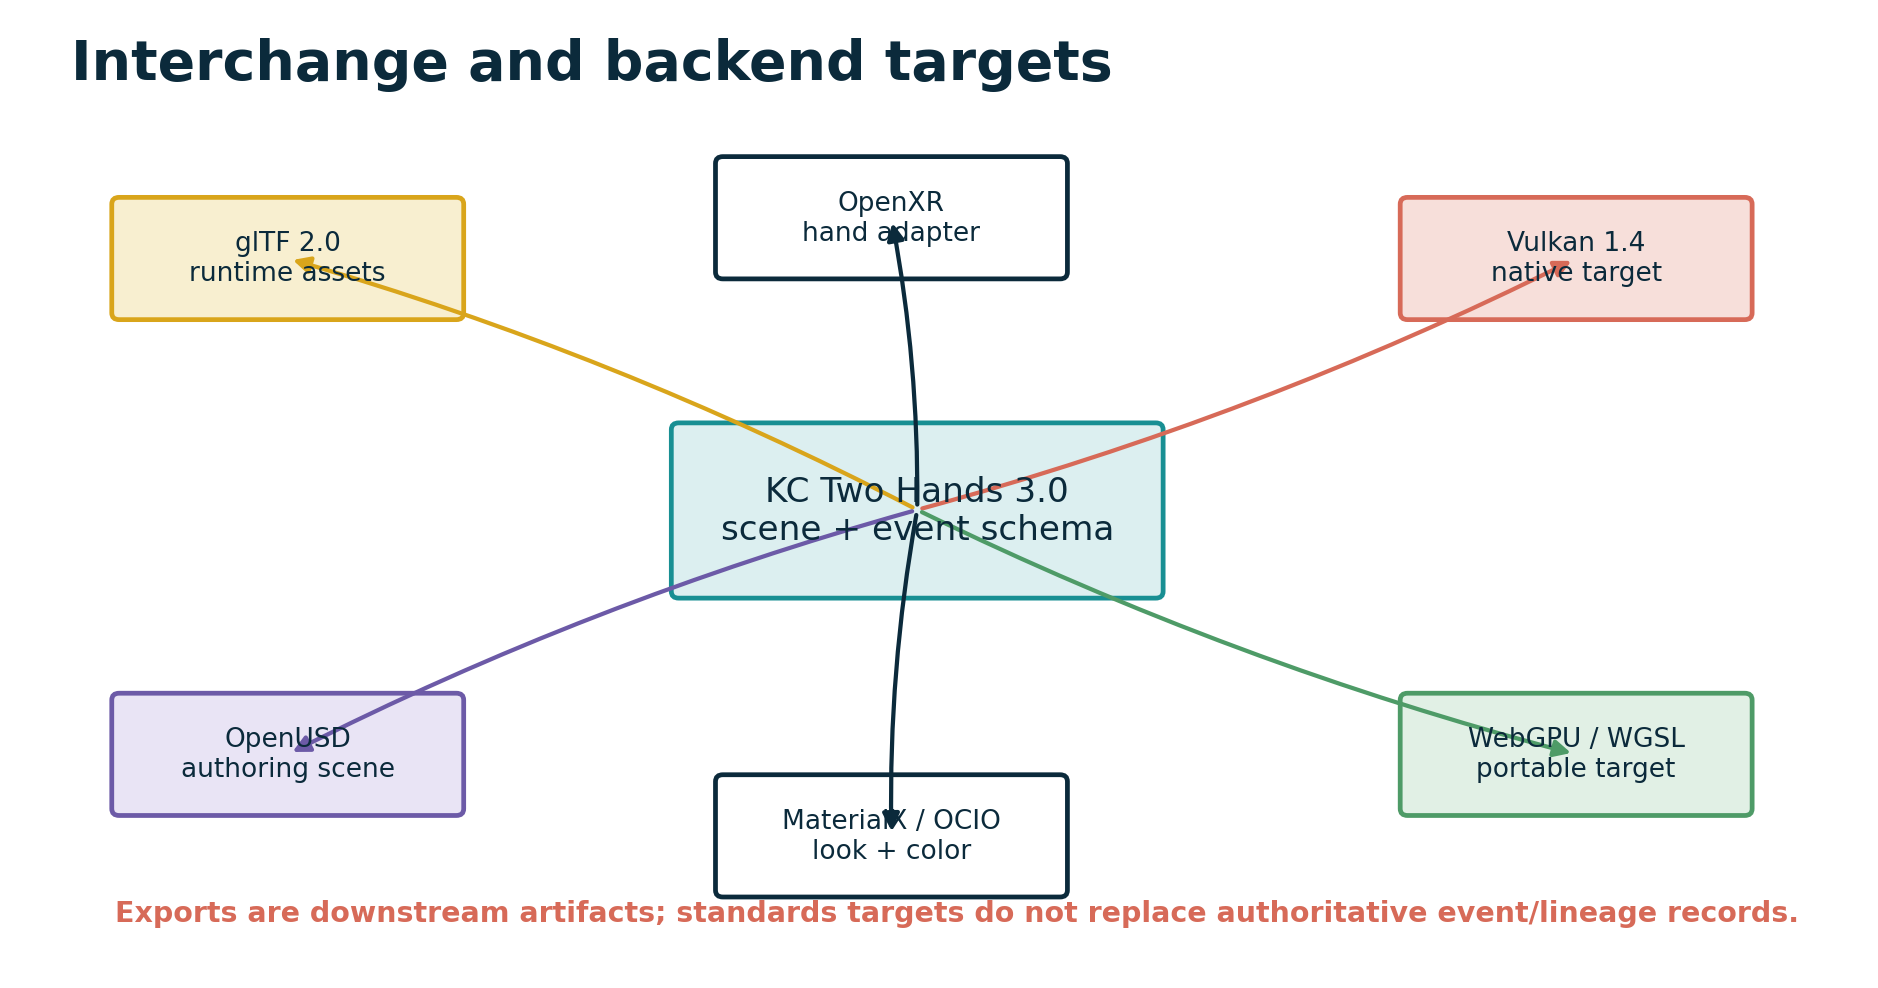 Interchange and backend targets
OpenXR
hand adapter
glTF 2.0
runtime assets
Vulkan 1.4
native target
KC Two Hands 3.0
scene + event schema
OpenUSD
authoring scene
WebGPU / WGSL
portable target
MaterialX / OCIO
look + color
Exports are downstream artifacts; standards targets do not replace authoritative event/lineage records.